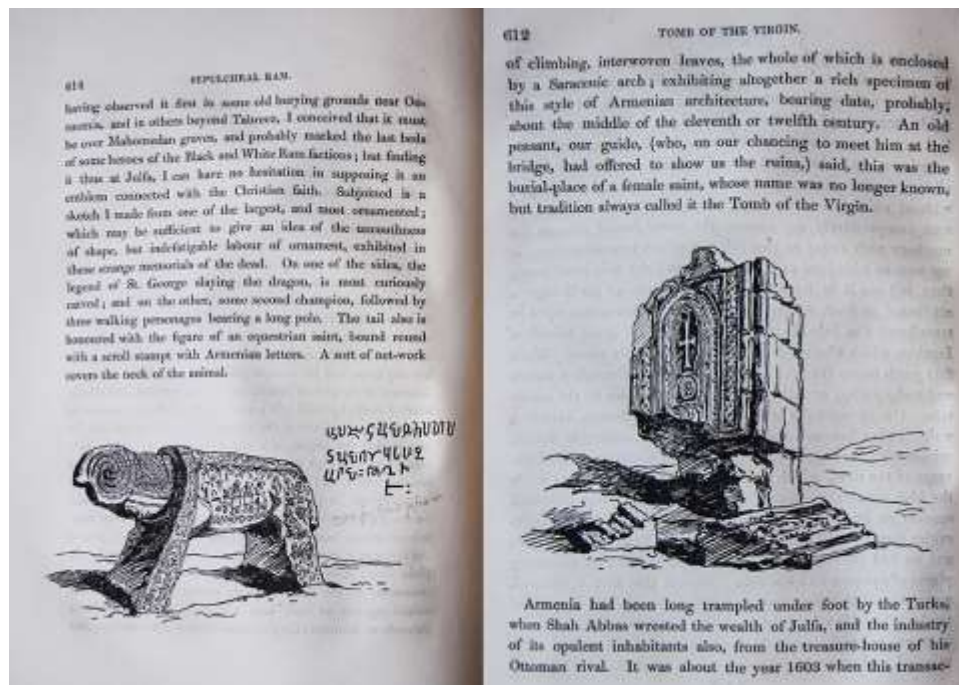 614 SEPULCHRAL RAM.
having observed it first in some old burying grounds near
and in others beyond Tabreez, I conceived that it must
be over Mahomedan graves, and probably marked the last beds
of some heroes of the Black and White Ram factions; but finding
it thus at Julfa, I can have no hesitation in supposing it an
emblem connected with the Christian faith. Subjoined is a
sketch I made from one of the largest, and most ornamented;
which may be sufficient to give an idea of the uncouthness
of shape, but indefatigable labour of ornament, exhibited in
these strange memorials of the dead. On one of the sides, the
legend of St. George slaying the dragon, is most curiously
carved; and on the other, some second champion, followed by
three walking personages bearing a long pole. The tail also is
honoured with the figure of an equestrian saint, bound round
with a scroll stampt with Armenian letters. A sort of net-work
covers the neck of the animal.
612 TOMB OF THE VIRGIN.
of climbing, interwoven leaves, the whole of which is enclosed
by a Saracenic arch; exhibiting altogether a rich specimen of
this style of Armenian architecture, bearing date, probably,
about the middle of the eleventh or twelfth century. An old
peasant, our guide, (who, on our chancing to meet him at the
bridge, had offered to show us the ruins,) said, this was the
burial-place of a female saint, whose name was no longer known,
but tradition always called it the Tomb of the Virgin.
Armenia had been long trampled under foot by the Turks,
when Shah Abbas wrested the wealth of Julfa, and the industry
of its opulent inhabitants also, from the treasure-house of his
Ottoman rival. It was about the year 1603 when this transac-